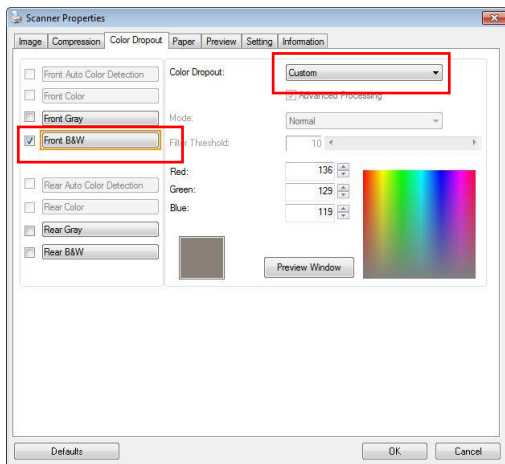 Scanner Properties
Image Compression Color Dropout Paper Preview Setting Information
Front Auto Color Detection
Front Color
Front Gray
Front B&W
Rear Auto Color Detection
Rear Color
Rear Gray
Rear B&W
Color Dropout: Custom
Advanced Processing
Mode: Normal
Filter Threshold: 10
Red: 136
Green: 129
Blue: 119
Preview Window
Defaults OK Cancel